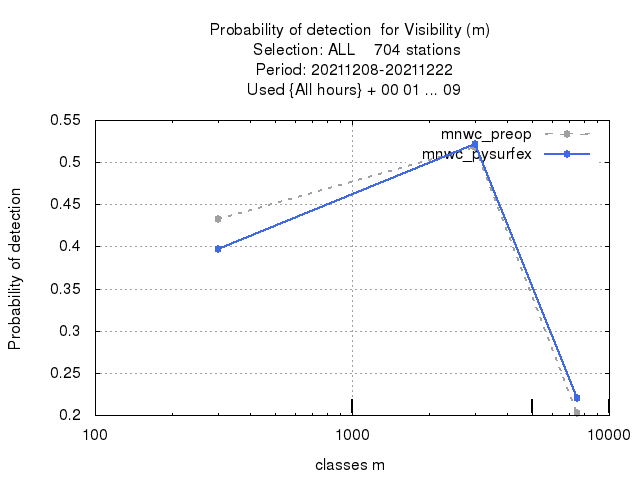 Probability of detection  for Visibility (m)
Selection: ALL    704 stations
Period: 20211208-20211222
Used {All hours} + 00 01 ... 09
mnwc_preop
mnwc_pysurfex
0.55
0.5
0.45
0.4
0.35
0.3
0.25
0.2
Probability of detection
100
1000
10000
classes m